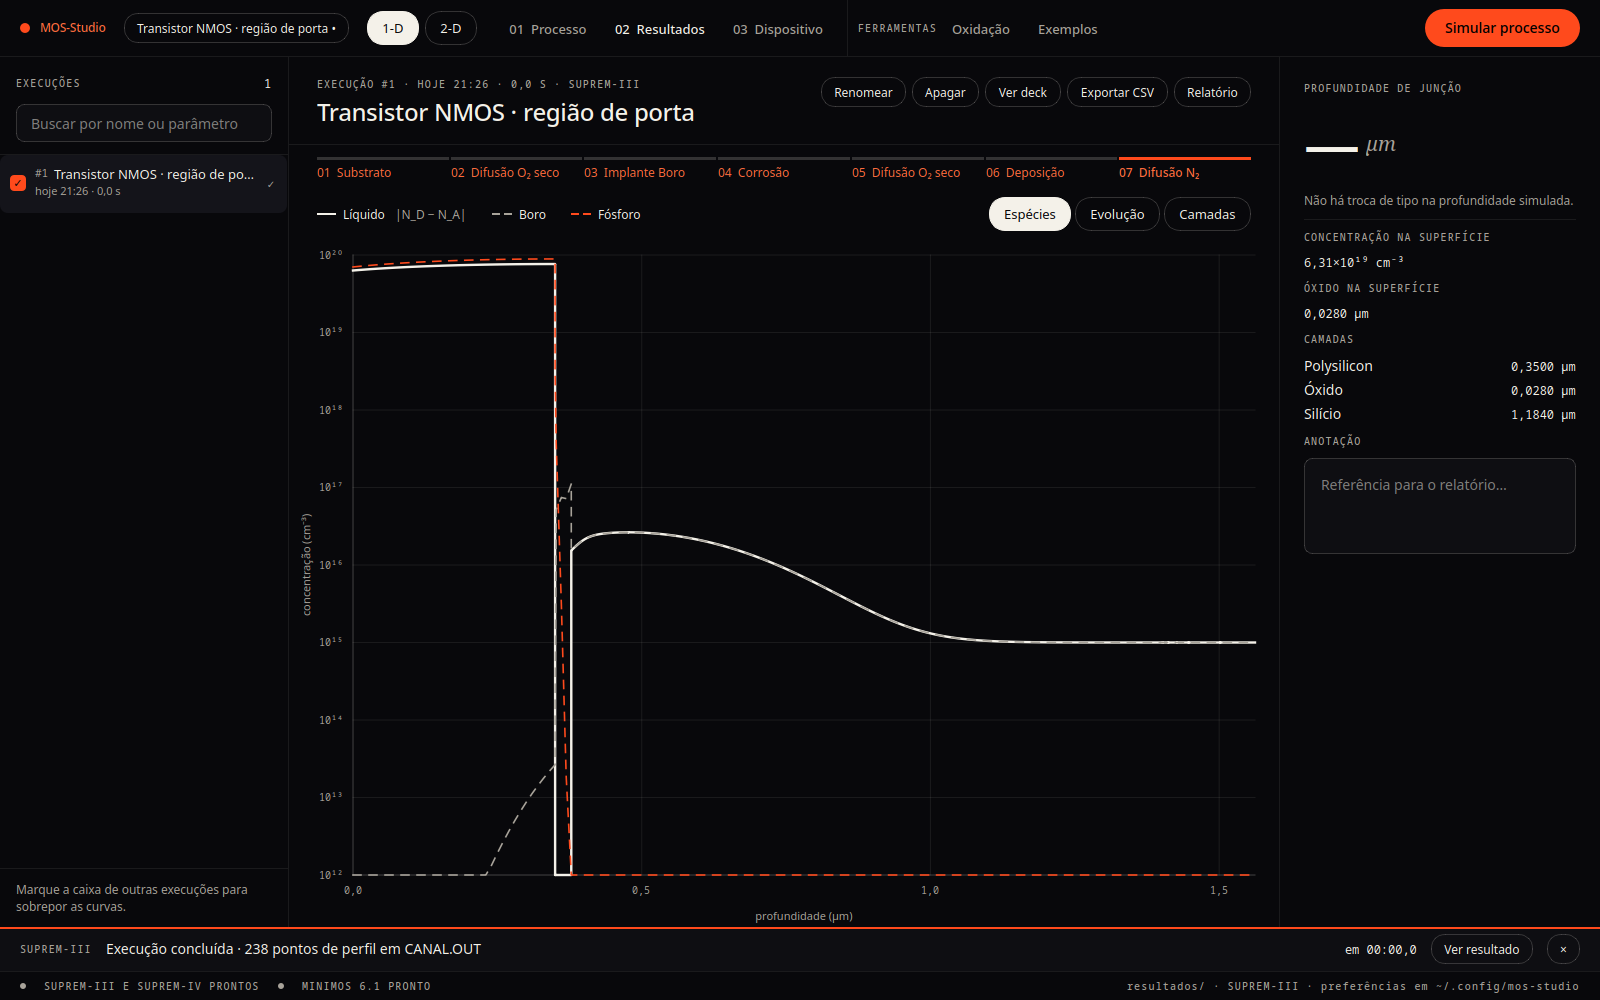 MOS-Studio
Transistor NMOS · região de porta •
1-D
2-D
01 Processo
02 Resultados
03 Dispositivo
FERRAMENTAS
Oxidação
Exemplos
Simular processo
EXECUÇÕES
1
Buscar por nome ou parâmetro
#1 Transistor NMOS · região de po...
hoje 21:26 · 0,0 s
✓
Marque a caixa de outras execuções para
sobrepor as curvas.
EXECUÇÃO #1 · HOJE 21:26 · 0,0 S · SUPREM-III
Transistor NMOS · região de porta
Renomear
Apagar
Ver deck
Exportar CSV
Relatório
01 Substrato
02 Difusão O₂ seco
03 Implante Boro
04 Corrosão
05 Difusão O₂ seco
06 Deposição
07 Difusão N₂
Líquido |N_D − N_A|
Boro
Fósforo
Espécies
Evolução
Camadas
10²⁰
10¹⁹
10¹⁸
10¹⁷
10¹⁶
10¹⁵
10¹⁴
10¹³
10¹²
concentração (cm⁻³)
0,0
0,5
1,0
1,5
profundidade (µm)
PROFUNDIDADE DE JUNÇÃO
— µm
Não há troca de tipo na profundidade simulada.
CONCENTRAÇÃO NA SUPERFÍCIE
6,31×10¹⁹ cm⁻³
ÓXIDO NA SUPERFÍCIE
0,0280 µm
CAMADAS
Polysilicon 0,3500 µm
Óxido 0,0280 µm
Silício 1,1840 µm
ANOTAÇÃO
Referência para o relatório...
SUPREM-III Execução concluída · 238 pontos de perfil em CANAL.OUT
em 00:00,0
Ver resultado
×
SUPREM-III E SUPREM-IV PRONTOS
MINIMOS 6.1 PRONTO
resultados/ · SUPREM-III · preferências em ~/.config/mos-studio